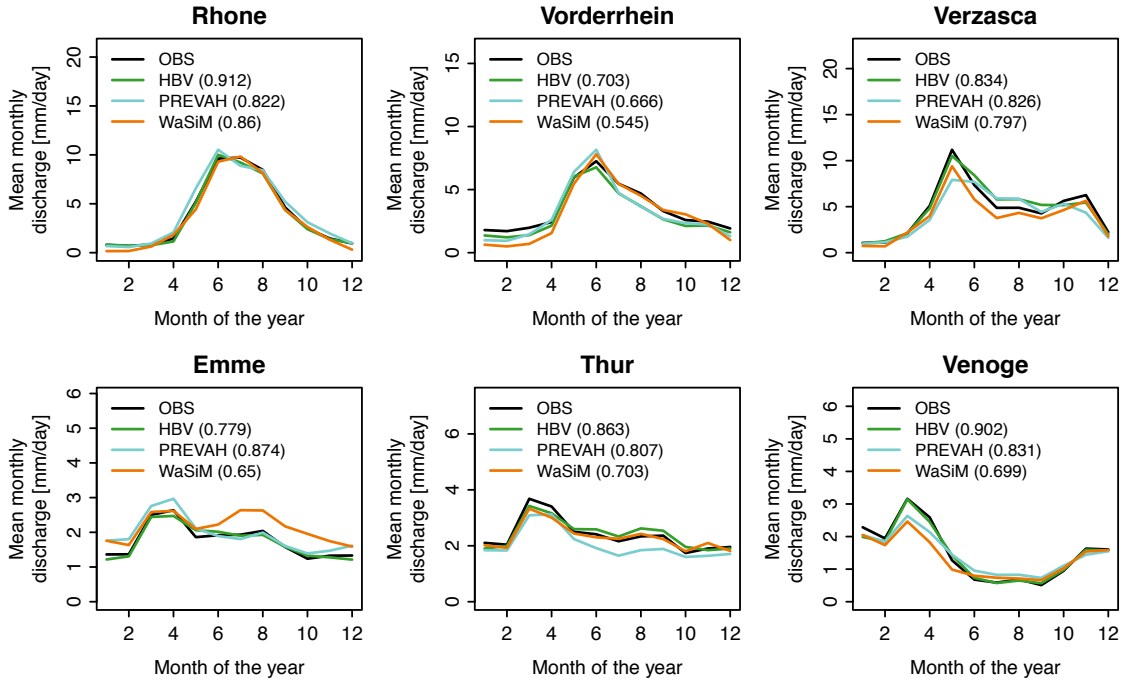 Rhone
Mean monthly
discharge [mm/day]
20
15
10
5
0
OBS
HBV (0.912)
PREVAH (0.822)
WaSiM (0.86)
2 4 6 8 10 12
Month of the year
Vorderrhein
Mean monthly
discharge [mm/day]
15
10
5
0
OBS
HBV (0.703)
PREVAH (0.666)
WaSiM (0.545)
2 4 6 8 10 12
Month of the year
Verzasca
Mean monthly
discharge [mm/day]
20
15
10
5
0
OBS
HBV (0.834)
PREVAH (0.826)
WaSiM (0.797)
2 4 6 8 10 12
Month of the year
Emme
Mean monthly
discharge [mm/day]
6
5
4
3
2
1
0
OBS
HBV (0.779)
PREVAH (0.874)
WaSiM (0.65)
2 4 6 8 10 12
Month of the year
Thur
Mean monthly
discharge [mm/day]
6
4
2
0
OBS
HBV (0.863)
PREVAH (0.807)
WaSiM (0.703)
2 4 6 8 10 12
Month of the year
Venoge
Mean monthly
discharge [mm/day]
6
5
4
3
2
1
0
OBS
HBV (0.902)
PREVAH (0.831)
WaSiM (0.699)
2 4 6 8 10 12
Month of the year